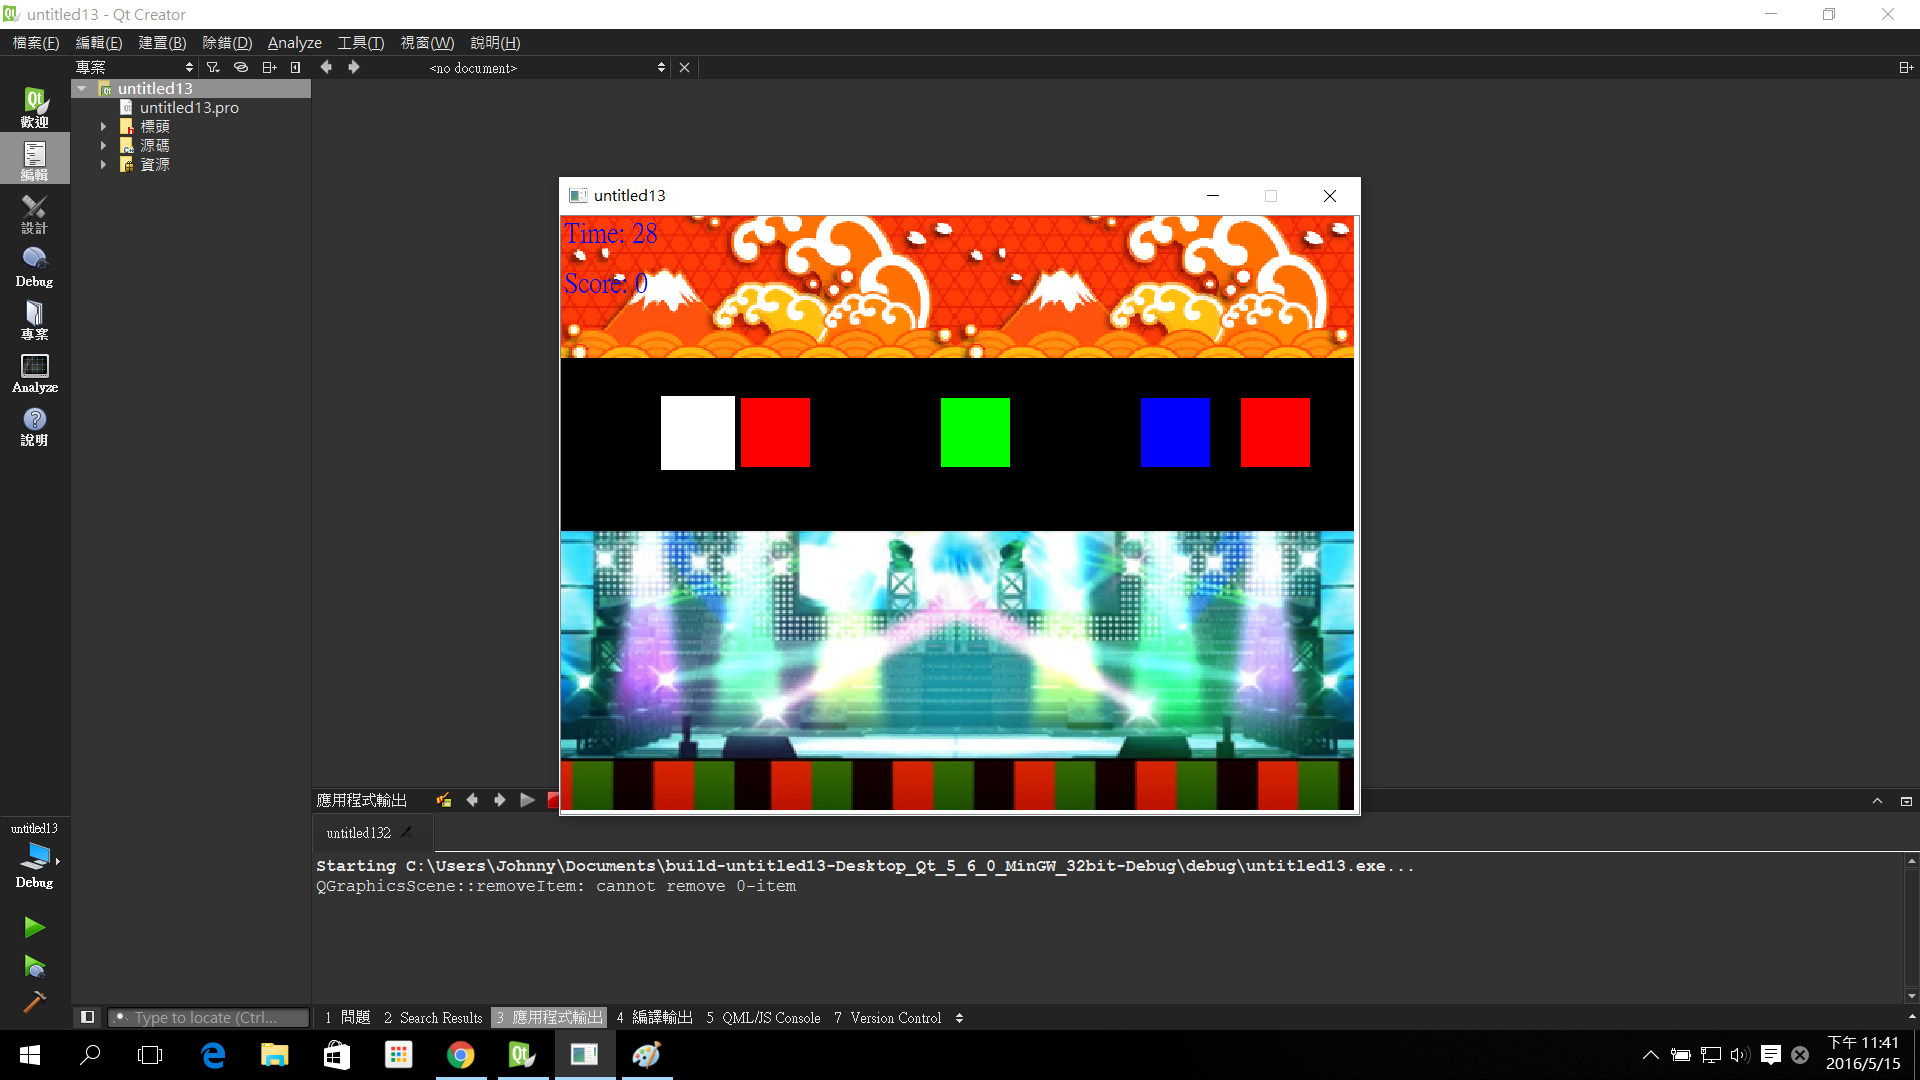 untitled13 - Qt Creator
檔案(F) 編輯(E) 建置(B) 除錯(D) Analyze 工具(T) 視窗(W) 說明(H)
專案
<no document>
untitled13
untitled13.pro
標頭
源碼
資源
歡迎
編輯
設計
Debug
專案
Analyze
說明
untitled13
Time: 28
Score: 0
應用程式輸出
untitled132
Starting C:\Users\Johnny\Documents\build-untitled13-Desktop_Qt_5_6_0_MinGW_32bit-Debug\debug\untitled13.exe...
QGraphicsScene::removeItem: cannot remove 0-item
untitled13
Debug
Type to locate (Ctrl...
1 問題 2 Search Results 3 應用程式輸出 4 編譯輸出 5 QML/JS Console 7 Version Control
下午 11:41
2016/5/15